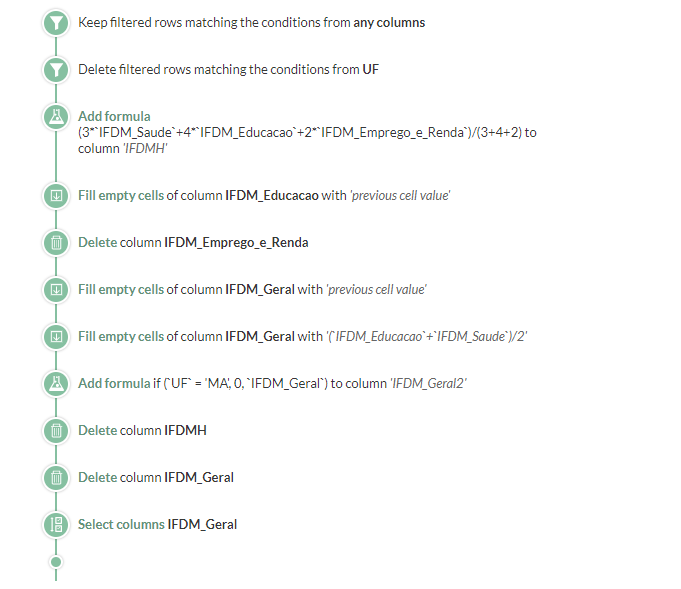 Keep filtered rows matching the conditions from any columns
Delete filtered rows matching the conditions from UF
Add formula
(3*`IFDM_Saude`+4*`IFDM_Educacao`+2*`IFDM_Emprego_e_Renda`)/(3+4+2) to
column 'IFDMH'
Fill empty cells of column IFDM_Educacao with 'previous cell value'
Delete column IFDM_Emprego_e_Renda
Fill empty cells of column IFDM_Geral with 'previous cell value'
Fill empty cells of column IFDM_Geral with '(`IFDM_Educacao`+`IFDM_Saude`)/2'
Add formula if (`UF` = 'MA', 0, `IFDM_Geral`) to column 'IFDM_Geral2'
Delete column IFDMH
Delete column IFDM_Geral
Select columns IFDM_Geral